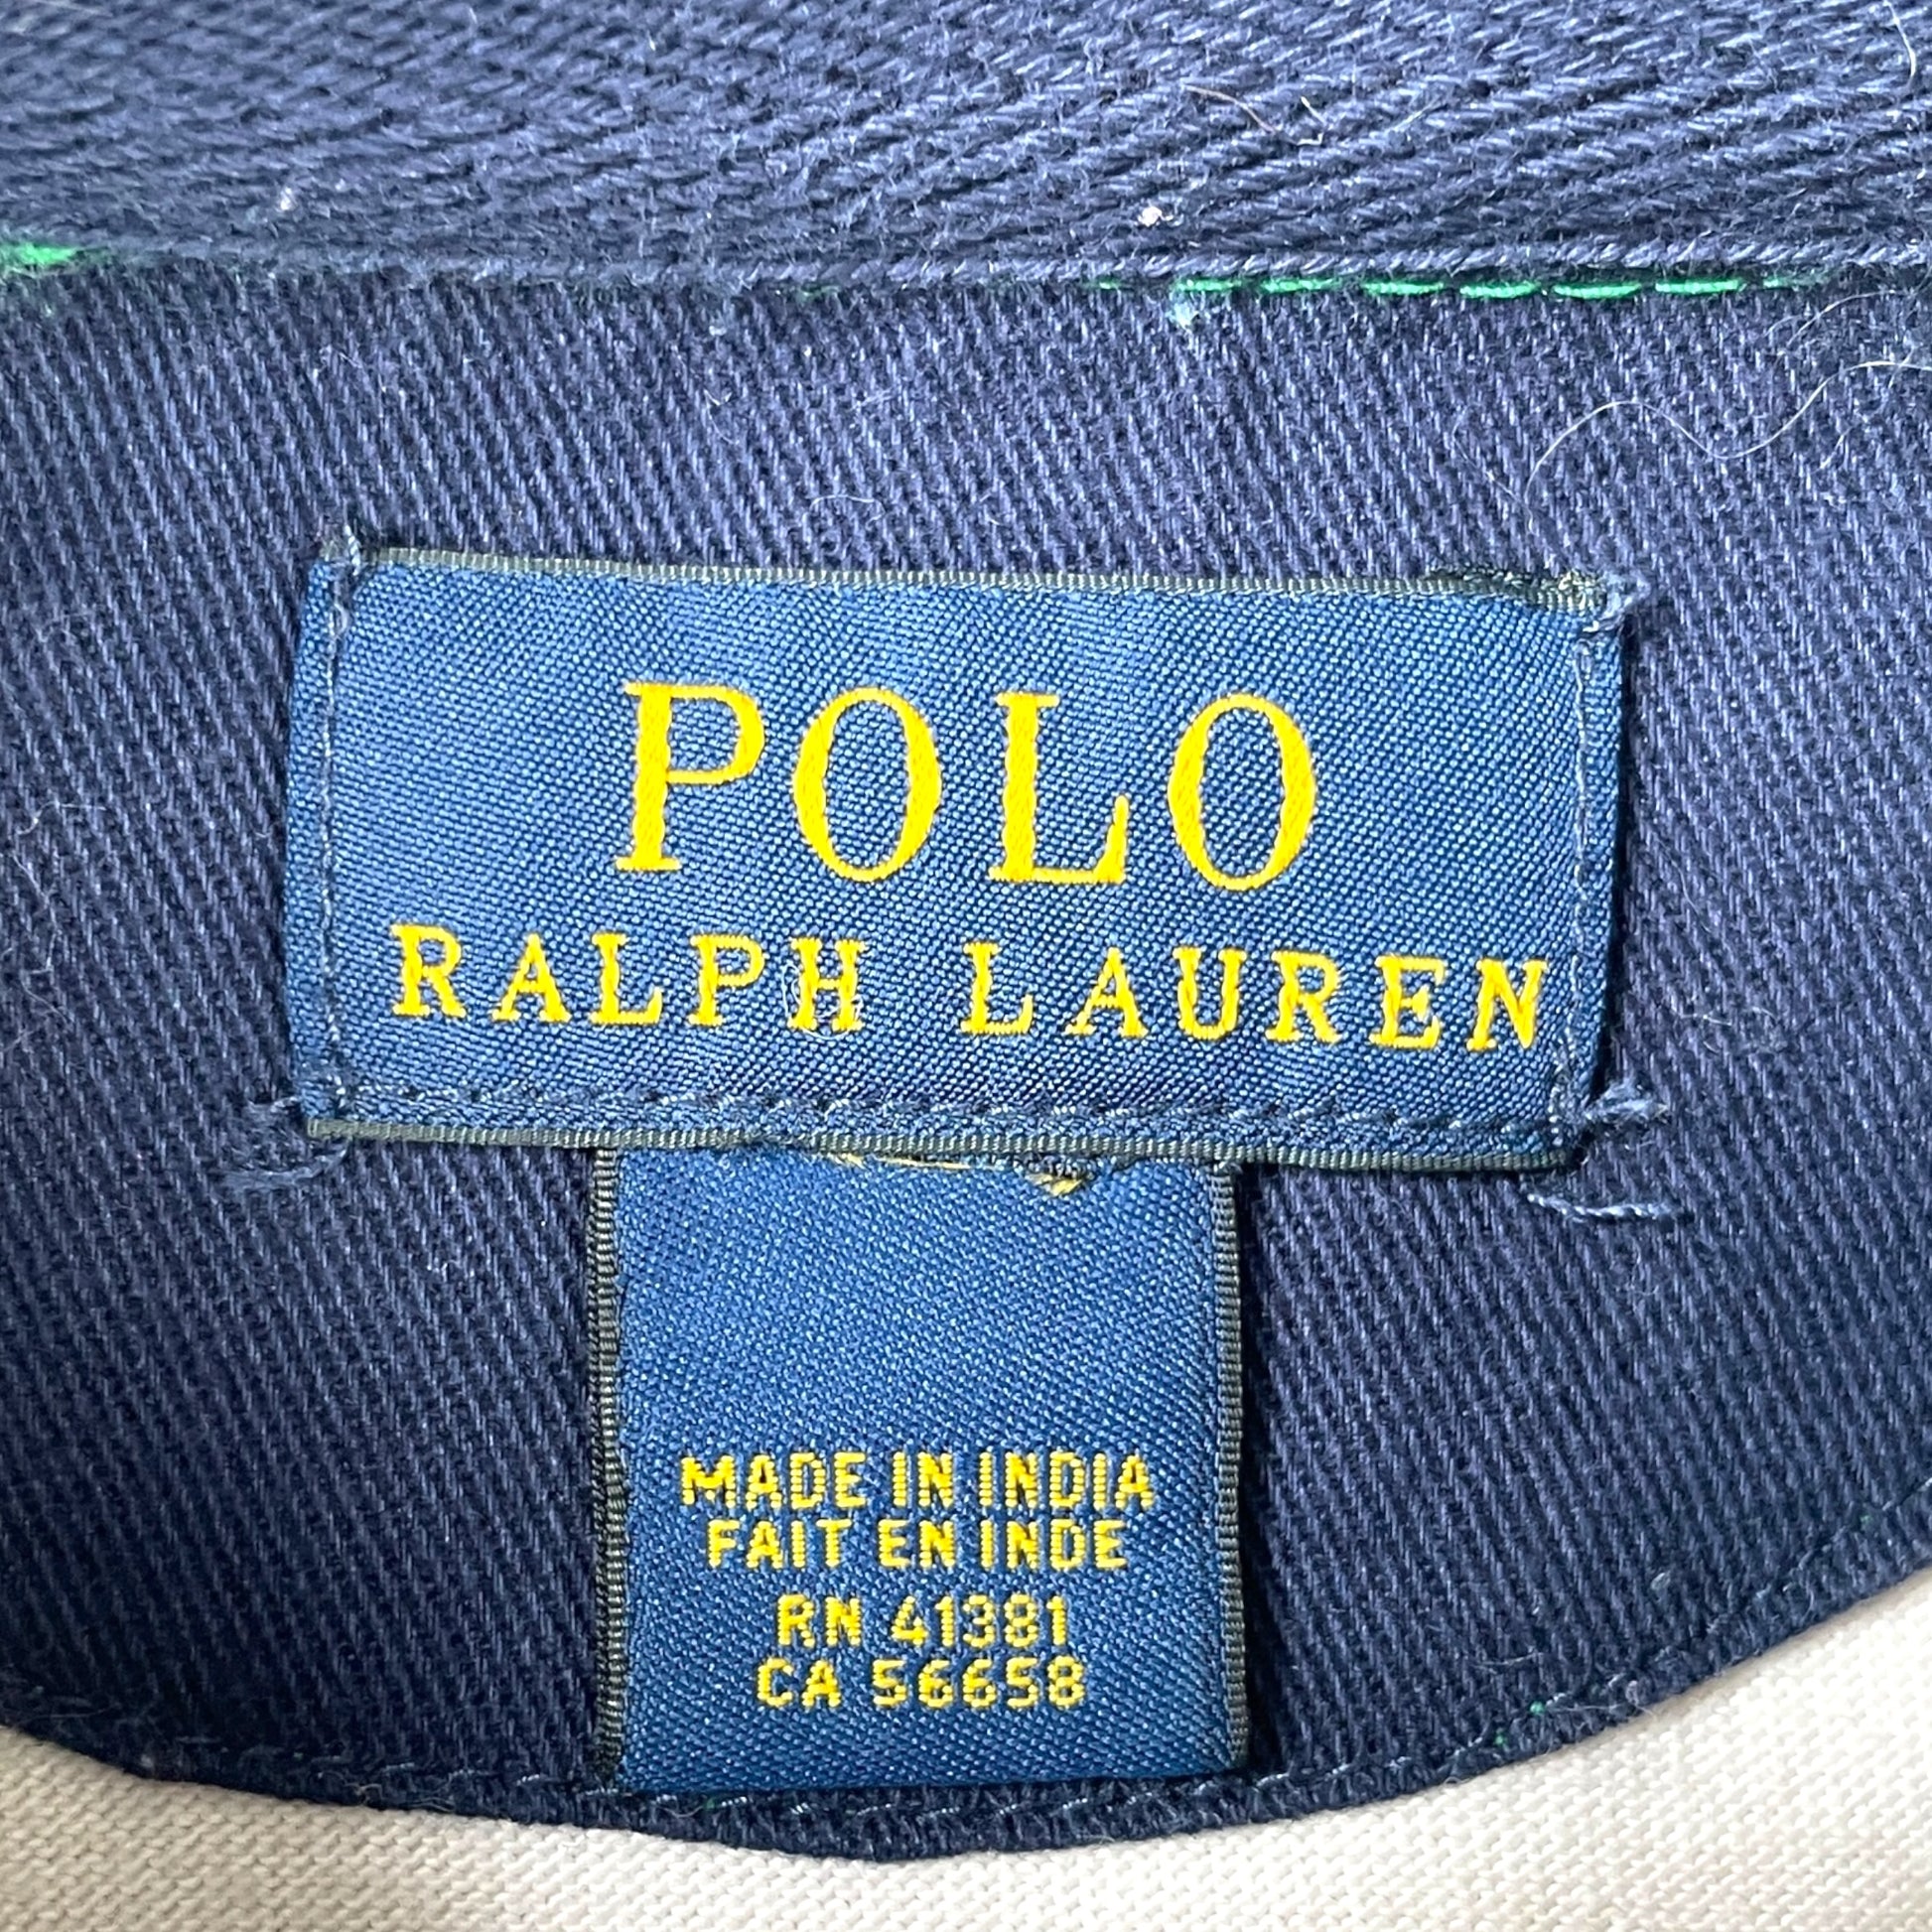 POLO
RALPH LAUREN
MADE IN INDIA
FAIT EN INDE
RN 41381
CA 56658